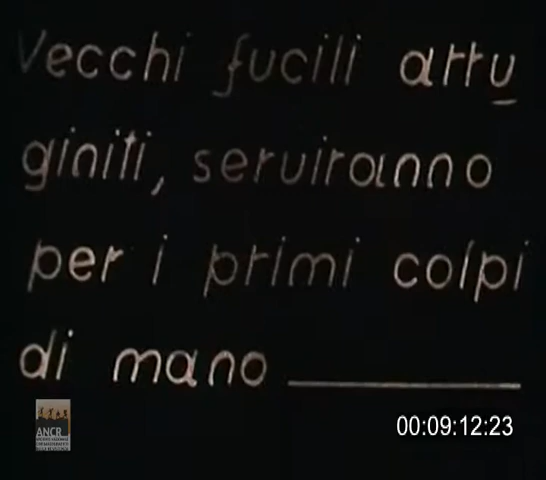 Vecchi fucili arru
giniti, serviranno
per i primi colpi
di mano
ANCR
00:09:12:23